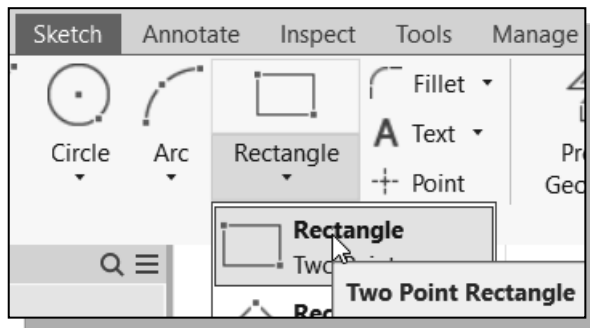 Sketch Annotate Inspect Tools Manage
Fillet
Text
Circle Arc Rectangle
Point
Rectangle
Two Point Rectangle